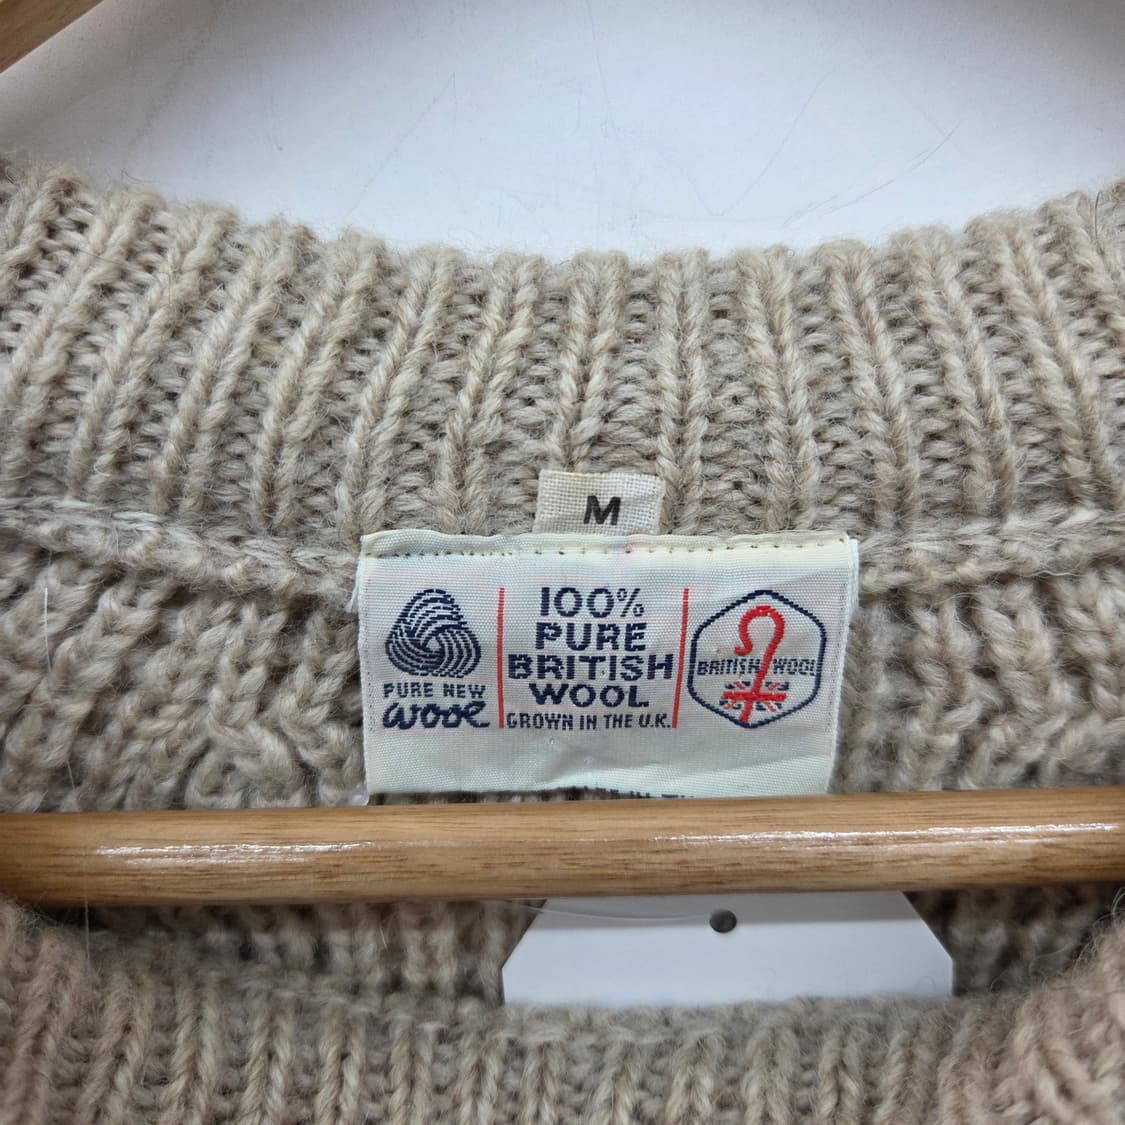 M
PURE NEW
wool
100%
PURE
BRITISH
WOOL
GROWN IN THE U.K.
BRITISH WOOL